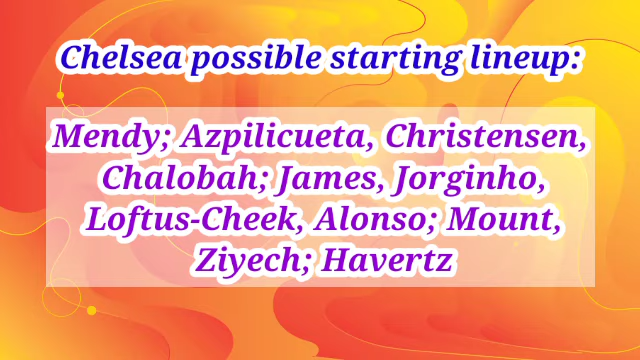 Chelsea possible starting lineup:
Mendy; Azpilicueta, Christensen,
Chalobah; James, Jorginho,
Loftus-Cheek, Alonso; Mount,
Ziyech; Havertz